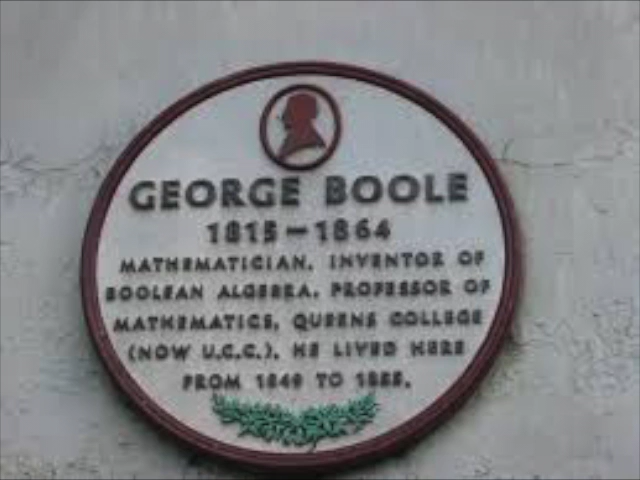 GEORGE BOOLE
1815-1864
MATHEMATICIAN, INVENTOR OF
BOOLEAN ALGEBRA, PROFESSOR OF
MATHEMATICS, QUEENS COLLEGE
(NOW U.C.C.), HE LIVED HERE
FROM 1849 TO 1855.